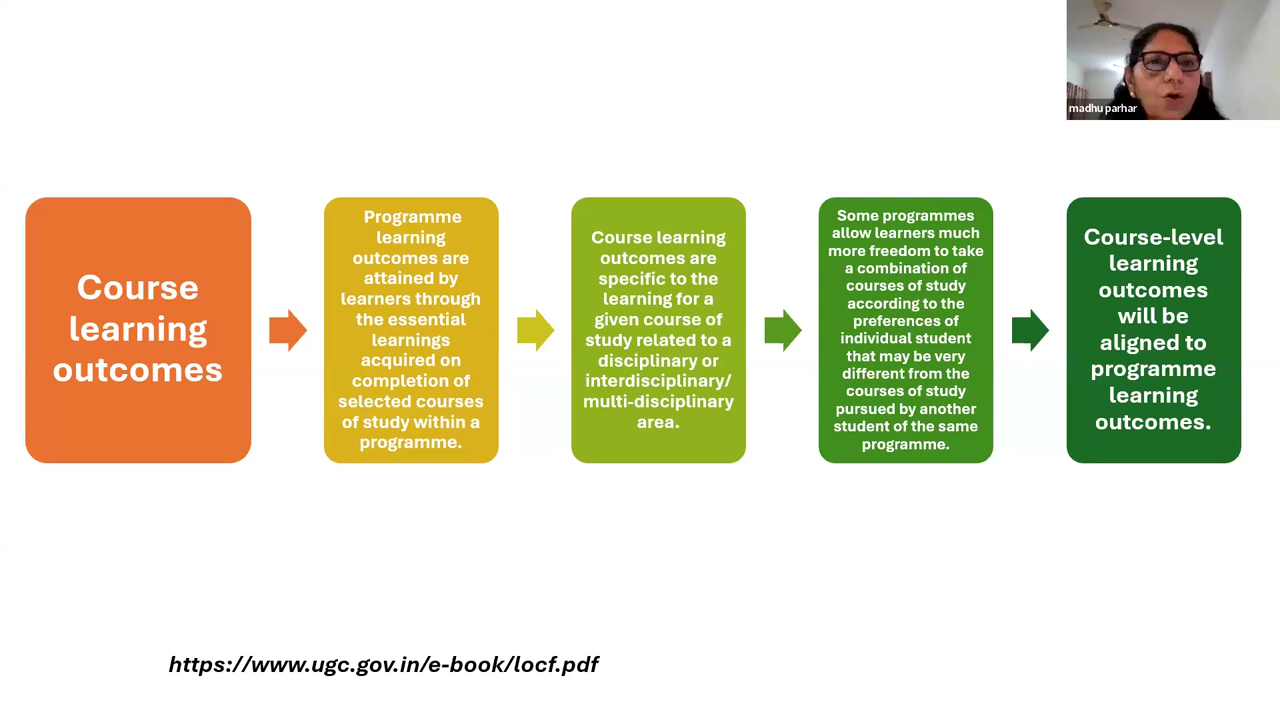 madhu parhar
Course
learning
outcomes
Programme
learning
outcomes are
attained by
learners through
the essential
learnings
acquired on
completion of
selected courses
of study within a
programme.
Course learning
outcomes are
specific to the
learning for a
given course of
study related to a
disciplinary or
interdisciplinary/
multi-disciplinary
area.
Some programmes
allow learners much
more freedom to take
a combination of
courses of study
according to the
preferences of
individual student
that may be very
different from the
courses of study
pursued by another
student of the same
programme.
Course-level
learning
outcomes
will be
aligned to
programme
learning
outcomes.
https://www.ugc.gov.in/e-book/locf.pdf